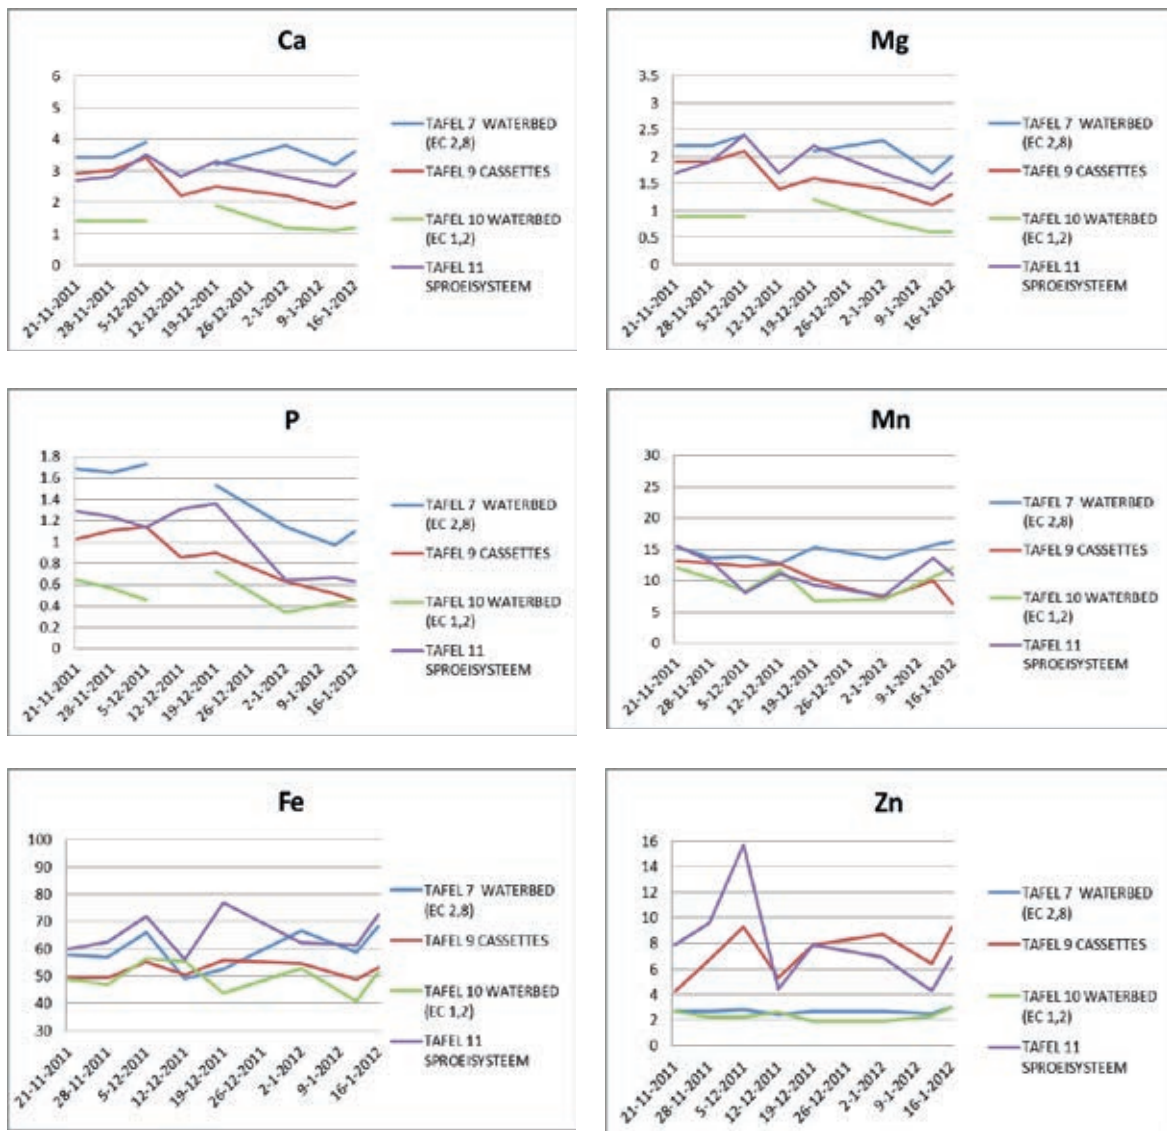 Ca
6
5
4
3
2
1
0
21-11-2011
28-11-2011
5-12-2011
12-12-2011
19-12-2011
26-12-2011
2-1-2012
9-1-2012
16-1-2012
TAFEL 7 WATERBED
(EC 2,8)
TAFEL 9 CASSETTES
TAFEL 10 WATERBED
(EC 1,2)
TAFEL 11
SPROEISYSTEEM
Mg
3.5
3
2.5
2
1.5
1
0.5
0
21-11-2011
28-11-2011
5-12-2011
12-12-2011
19-12-2011
26-12-2011
2-1-2012
9-1-2012
16-1-2012
TAFEL 7 WATERBED
(EC 2,8)
TAFEL 9 CASSETTES
TAFEL 10 WATERBED
(EC 1,2)
TAFEL 11
SPROEISYSTEEM
P
1.8
1.6
1.4
1.2
1
0.8
0.6
0.4
0.2
0
21-11-2011
28-11-2011
5-12-2011
12-12-2011
19-12-2011
26-12-2011
2-1-2012
9-1-2012
16-1-2012
TAFEL 7 WATERBED
(EC 2,8)
TAFEL 9 CASSETTES
TAFEL 10 WATERBED
(EC 1,2)
TAFEL 11
SPROEISYSTEEM
Mn
30
25
20
15
10
5
0
21-11-2011
28-11-2011
5-12-2011
12-12-2011
19-12-2011
26-12-2011
2-1-2012
9-1-2012
16-1-2012
TAFEL 7 WATERBED
(EC 2,8)
TAFEL 9 CASSETTES
TAFEL 10 WATERBED
(EC 1,2)
TAFEL 11
SPROEISYSTEEM
Fe
100
90
80
70
60
50
40
30
21-11-2011
28-11-2011
5-12-2011
12-12-2011
19-12-2011
26-12-2011
2-1-2012
9-1-2012
16-1-2012
TAFEL 7 WATERBED
(EC 2,8)
TAFEL 9 CASSETTES
TAFEL 10 WATERBED
(EC 1,2)
TAFEL 11
SPROEISYSTEEM
Zn
16
14
12
10
8
6
4
2
0
21-11-2011
28-11-2011
5-12-2011
12-12-2011
19-12-2011
26-12-2011
2-1-2012
9-1-2012
16-1-2012
TAFEL 7 WATERBED
(EC 2,8)
TAFEL 9 CASSETTES
TAFEL 10 WATERBED
(EC 1,2)
TAFEL 11
SPROEISYSTEEM